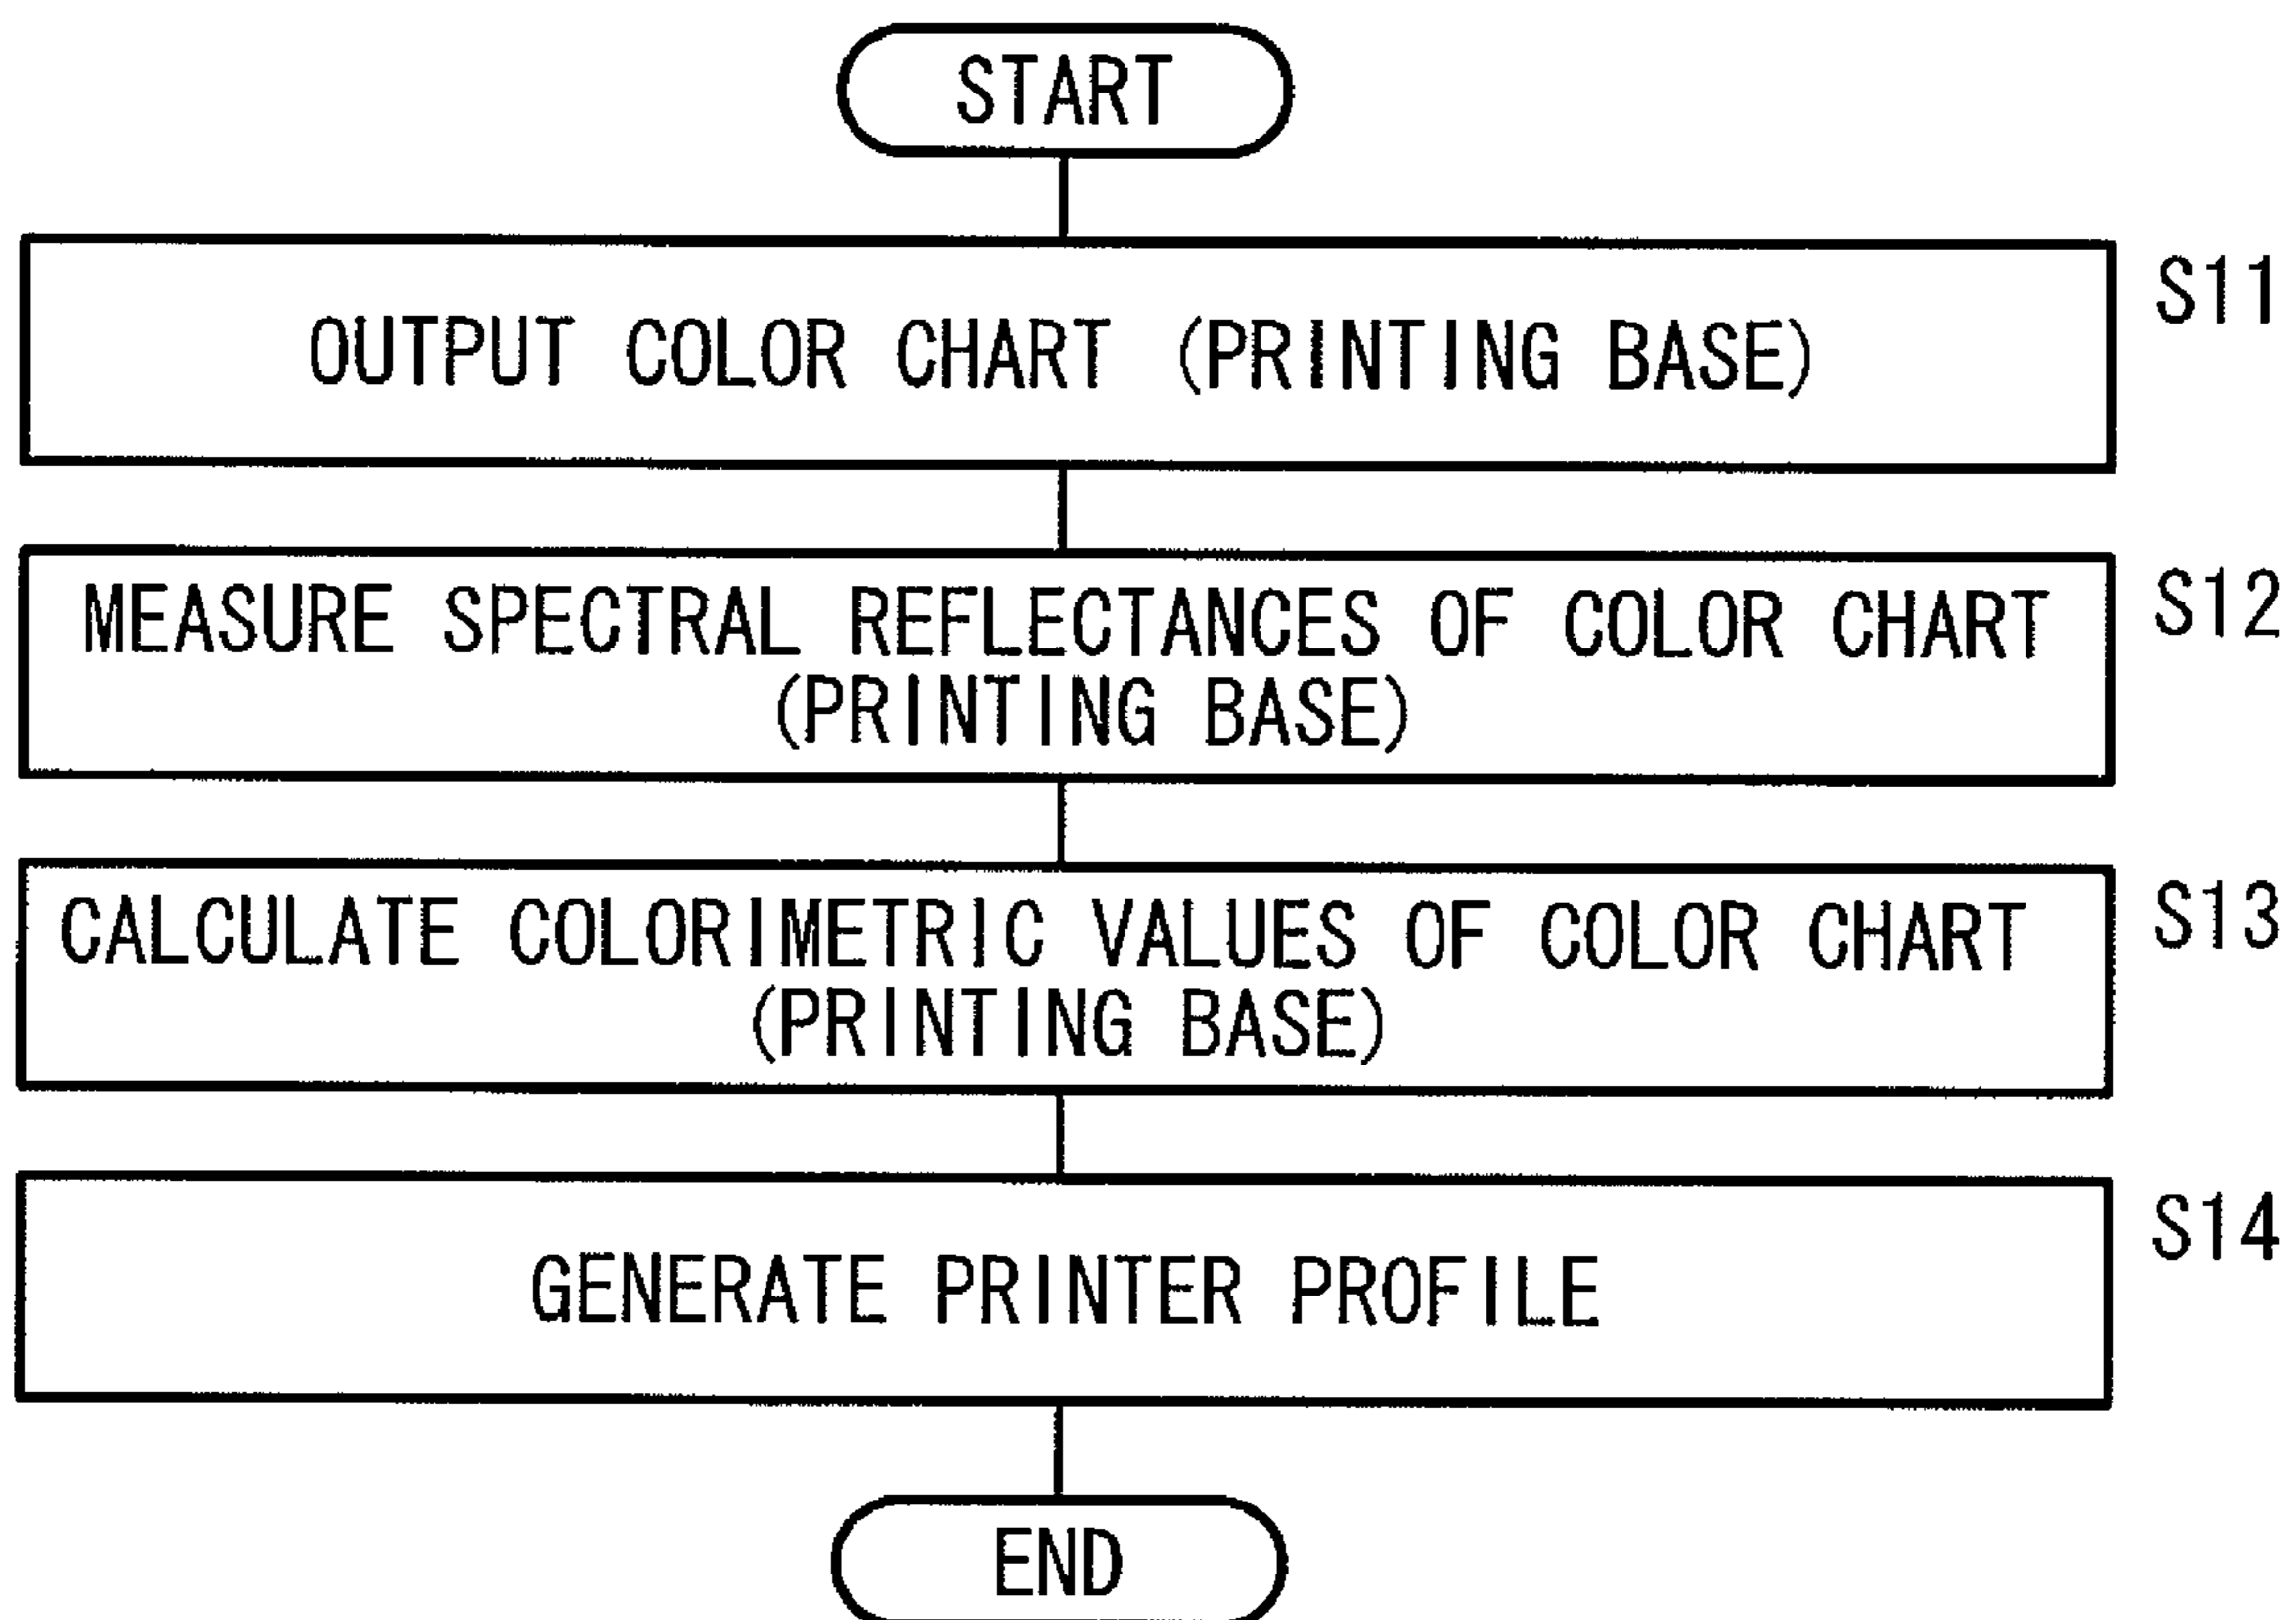 START
OUTPUT COLOR CHART (PRINTING BASE)
S11
MEASURE SPECTRAL REFLECTANCES OF COLOR CHART
(PRINTING BASE)
S12
CALCULATE COLORIMETRIC VALUES OF COLOR CHART
(PRINTING BASE)
S13
GENERATE PRINTER PROFILE
S14
END